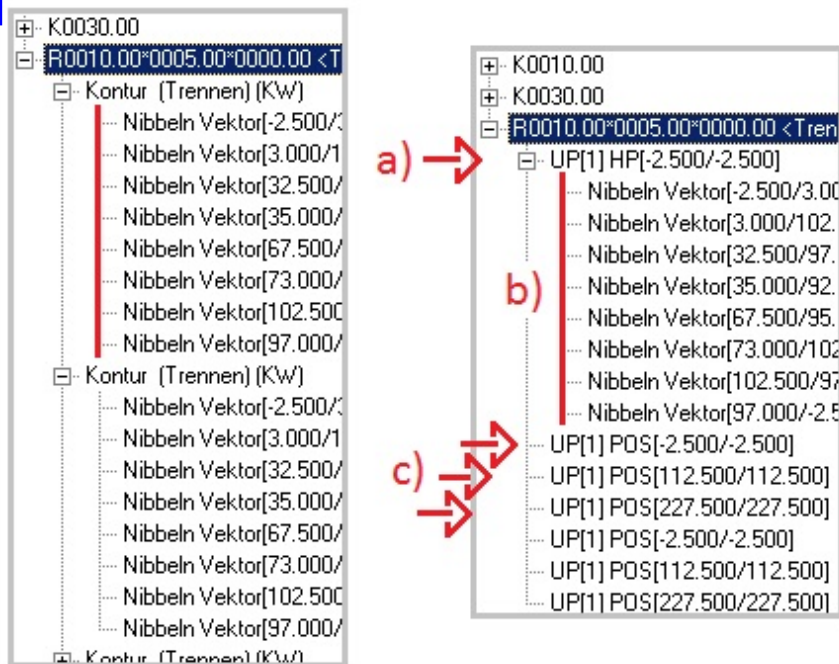 K0030.00
R0010.00*0005.00*0000.00 <T
Kontur (Trennen) (KW)
Nibbeln Vektor[-2.500/3
Nibbeln Vektor[3.000/1
Nibbeln Vektor[32.500/
Nibbeln Vektor[35.000/
Nibbeln Vektor[67.500/
Nibbeln Vektor[73.000/
Nibbeln Vektor[102.500
Nibbeln Vektor[97.000/
Kontur (Trennen) (KW)
Nibbeln Vektor[-2.500/3
Nibbeln Vektor[3.000/1
Nibbeln Vektor[32.500/
Nibbeln Vektor[35.000/
Nibbeln Vektor[67.500/
Nibbeln Vektor[73.000/
Nibbeln Vektor[102.500
Nibbeln Vektor[97.000/
Kontur (Trennen) (KW)
K0010.00
K0030.00
R0010.00*0005.00*0000.00 <Tren
a)
UP[1] HP[-2.500/-2.500]
Nibbeln Vektor[-2.500/3.00
Nibbeln Vektor[3.000/102.
Nibbeln Vektor[32.500/97.
b)
Nibbeln Vektor[35.000/92.
Nibbeln Vektor[67.500/95.
Nibbeln Vektor[73.000/102
Nibbeln Vektor[102.500/97
Nibbeln Vektor[97.000/-2.5
UP[1] POS[-2.500/-2.500]
c)
UP[1] POS[112.500/112.500]
UP[1] POS[227.500/227.500]
UP[1] POS[-2.500/-2.500]
UP[1] POS[112.500/112.500]
UP[1] POS[227.500/227.500]